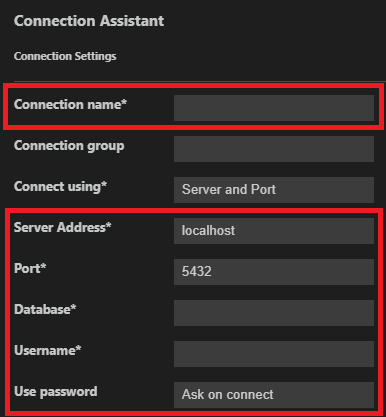 Connection Assistant
Connection Settings
Connection name*
Connection group
Connect using* Server and Port
Server Address* localhost
Port* 5432
Database*
Username*
Use password Ask on connect